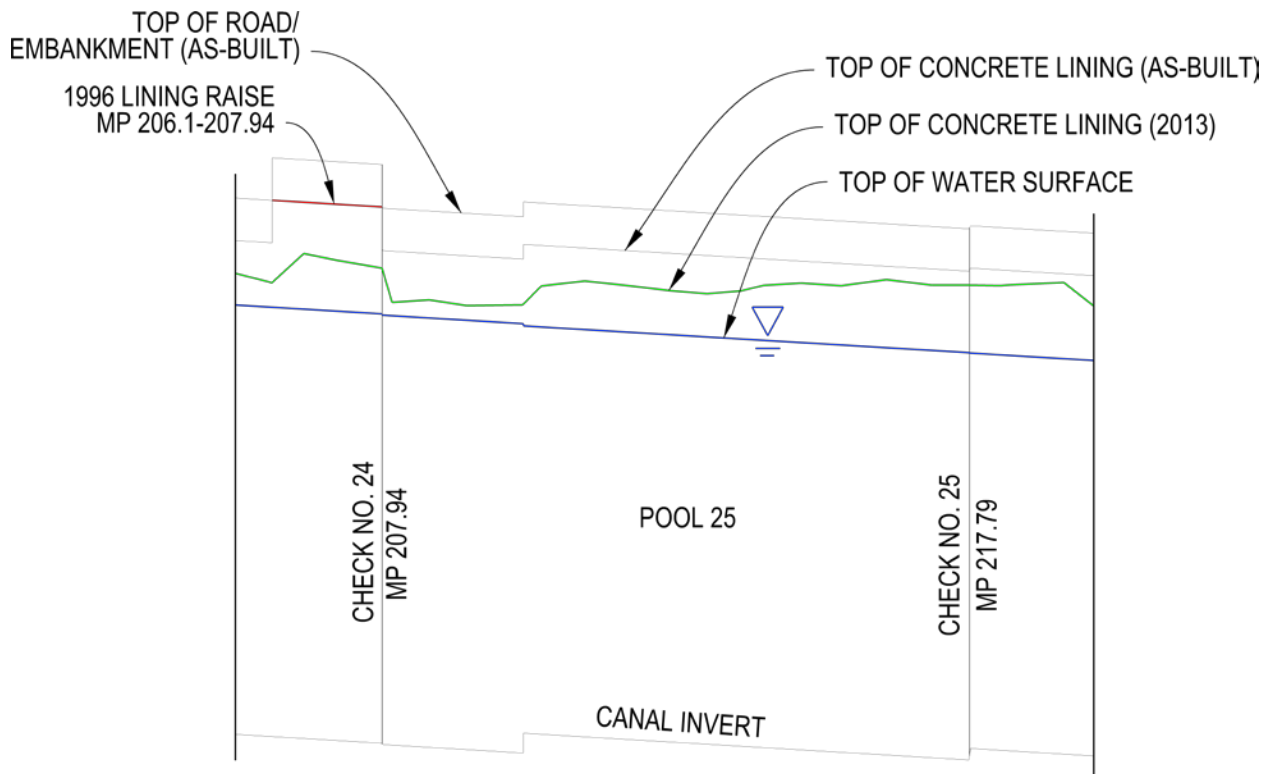 TOP OF ROAD/
EMBANKMENT (AS-BUILT)
1996 LINING RAISE
MP 206.1-207.94
TOP OF CONCRETE LINING (AS-BUILT)
TOP OF CONCRETE LINING (2013)
TOP OF WATER SURFACE
CHECK NO. 24
MP 207.94
POOL 25
CHECK NO. 25
MP 217.79
CANAL INVERT